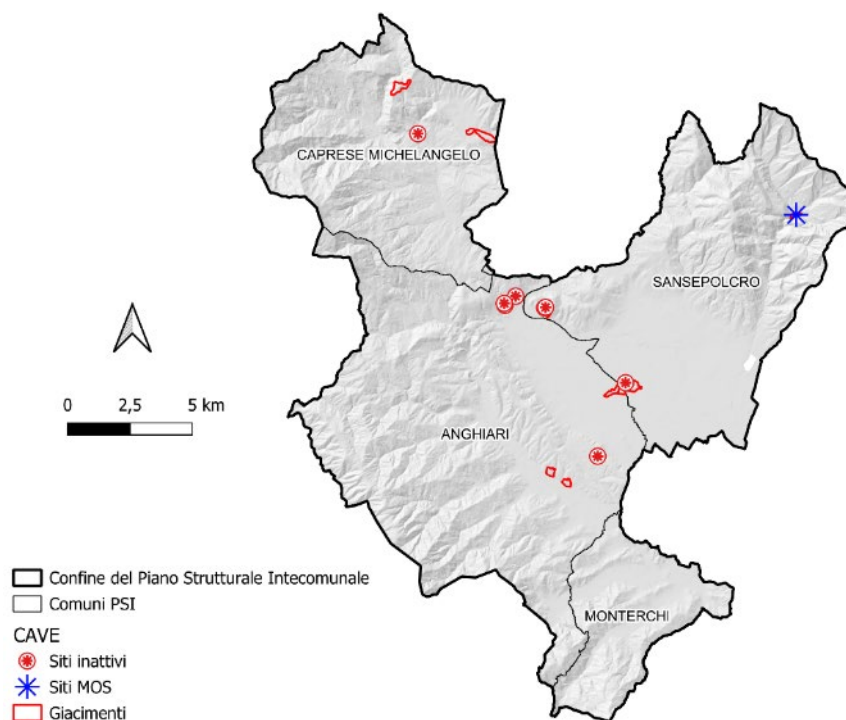 CAPRESE MICHELANGELO
SANSEPOLCRO
0 2,5 5 km
ANGHIARI
MONTERCHI
Confine del Piano Strutturale Intecomunale
Comuni PSI
CAVE
Siti inattivi
Siti MOS
Giacimenti